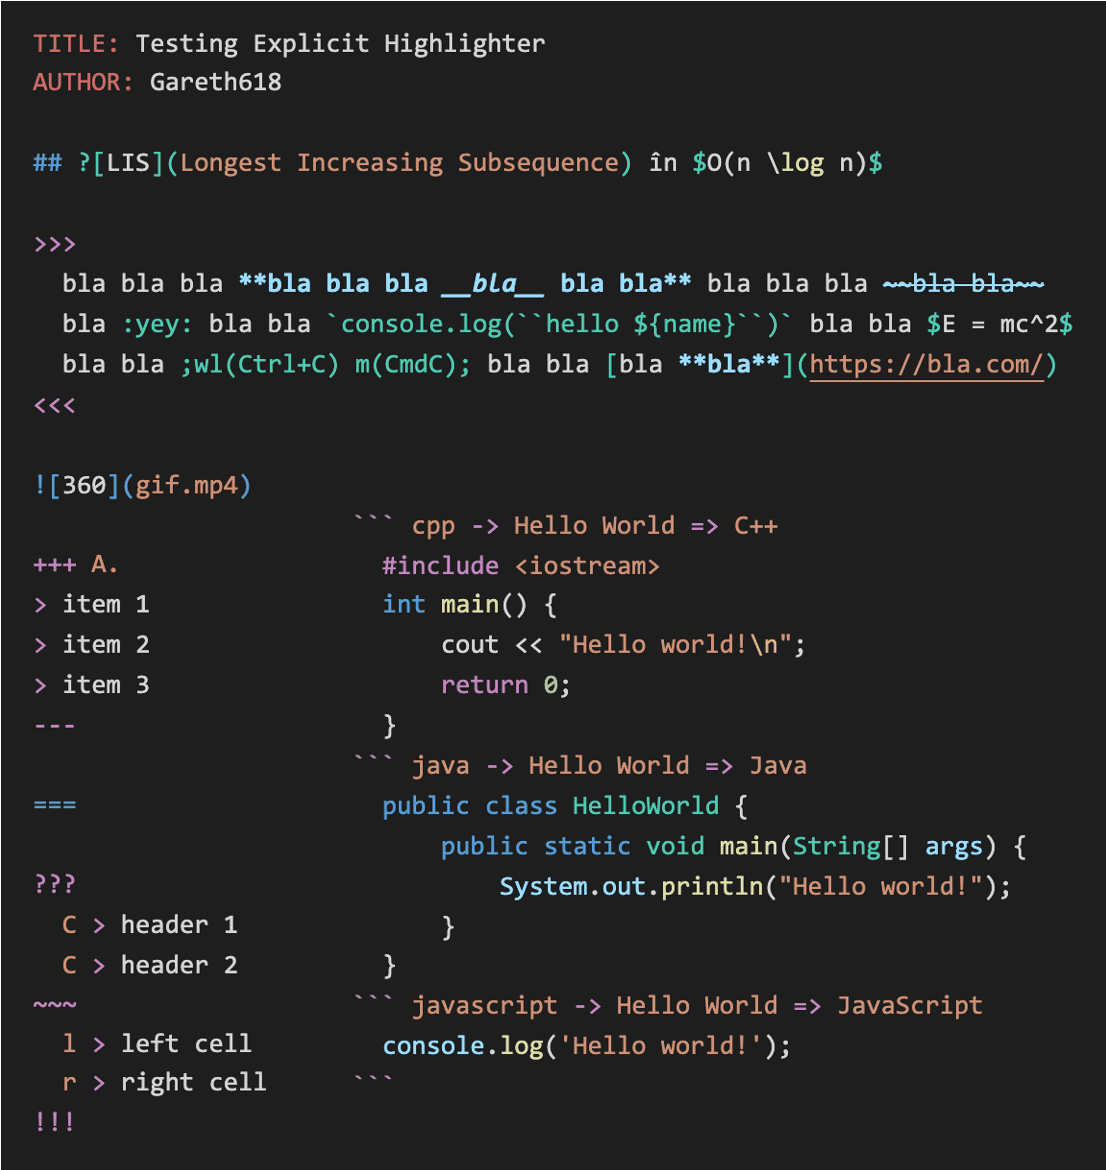 TITLE: Testing Explicit Highlighter
AUTHOR: Gareth618
## ?[LIS](Longest Increasing Subsequence) în $O(n \log n)$
>>>
bla bla bla **bla bla bla __bla__ bla bla** bla bla bla ~~bla bla~~
bla :yey: bla bla `console.log(``hello ${name}``)` bla bla $E = mc^2$
bla bla ;wl(Ctrl+C) m(CmdC); bla bla [bla **bla**](https://bla.com/)
<<<
![360](gif.mp4)
+++ A.
> item 1
> item 2
> item 3
---
===
???
C > header 1
C > header 2
~~~
l > left cell
r > right cell
!!!
``` cpp -> Hello World => C++
#include <iostream>
int main() {
cout << "Hello world!\n";
return 0;
}
``` java -> Hello World => Java
public class HelloWorld {
public static void main(String[] args) {
System.out.println("Hello world!");
}
}
``` javascript -> Hello World => JavaScript
console.log('Hello world!');
```